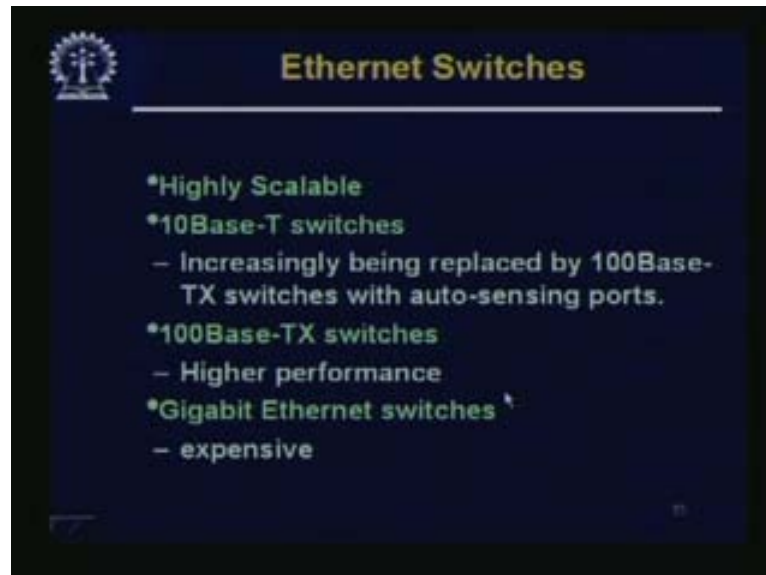 Ethernet Switches
•Highly Scalable
•10Base-T switches
– Increasingly being replaced by 100Base-
TX switches with auto-sensing ports.
•100Base-TX switches
– Higher performance
•Gigabit Ethernet switches
– expensive